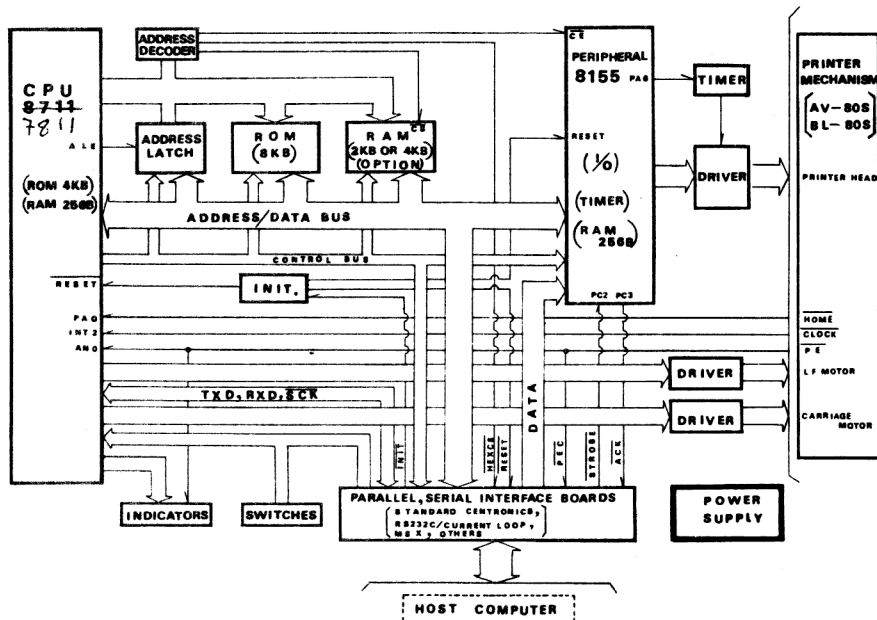 CPU
8711
7811
ALE
(ROM 4KB)
(RAM 256B)
RESET
PA0
INT2
AN0
ADDRESS
DECODER
ADDRESS
LATCH
ROM
(8KB)
CS
RAM
(2KB OR 4KB)
(OPTION)
ADDRESS/DATA BUS
CONTROL BUS
INIT.
CE
PERIPHERAL
8155
PA6
RESET
(I/O)
(TIMER)
(RAM
256B)
PC2 PC3
TIMER
DRIVER
PRINTER
MECHANISM
[AV-80S
BL-80S]
PRINTER HEAD
HOME
CLOCK
PE
LF MOTOR
CARRIAGE
MOTOR
DRIVER
DRIVER
TXD, RXD, SCK
INIT
HEXCS
RESET
DATA
PEC
STROBE
ACK
INDICATORS
SWITCHES
PARALLEL, SERIAL INTERFACE BOARDS
(STANDARD CENTRONICS,
RS232C/CURRENT LOOP,
MSX, OTHERS)
POWER
SUPPLY
HOST COMPUTER